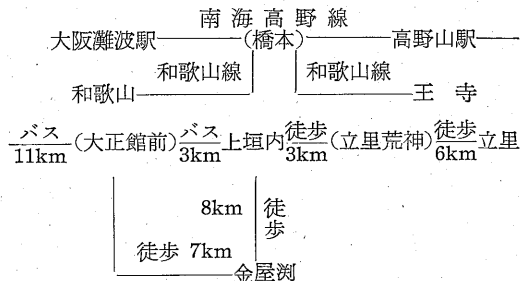 南海高野線
大阪灘波駅――(橋本)――高野山駅――
和歌山線 和歌山線
和歌山 王寺
バス 11km (大正館前) バス 3km 上垣内 徒歩 3km (立里荒神) 徒歩 6km 立里
8km 徒歩
徒歩 7km
金屋渕